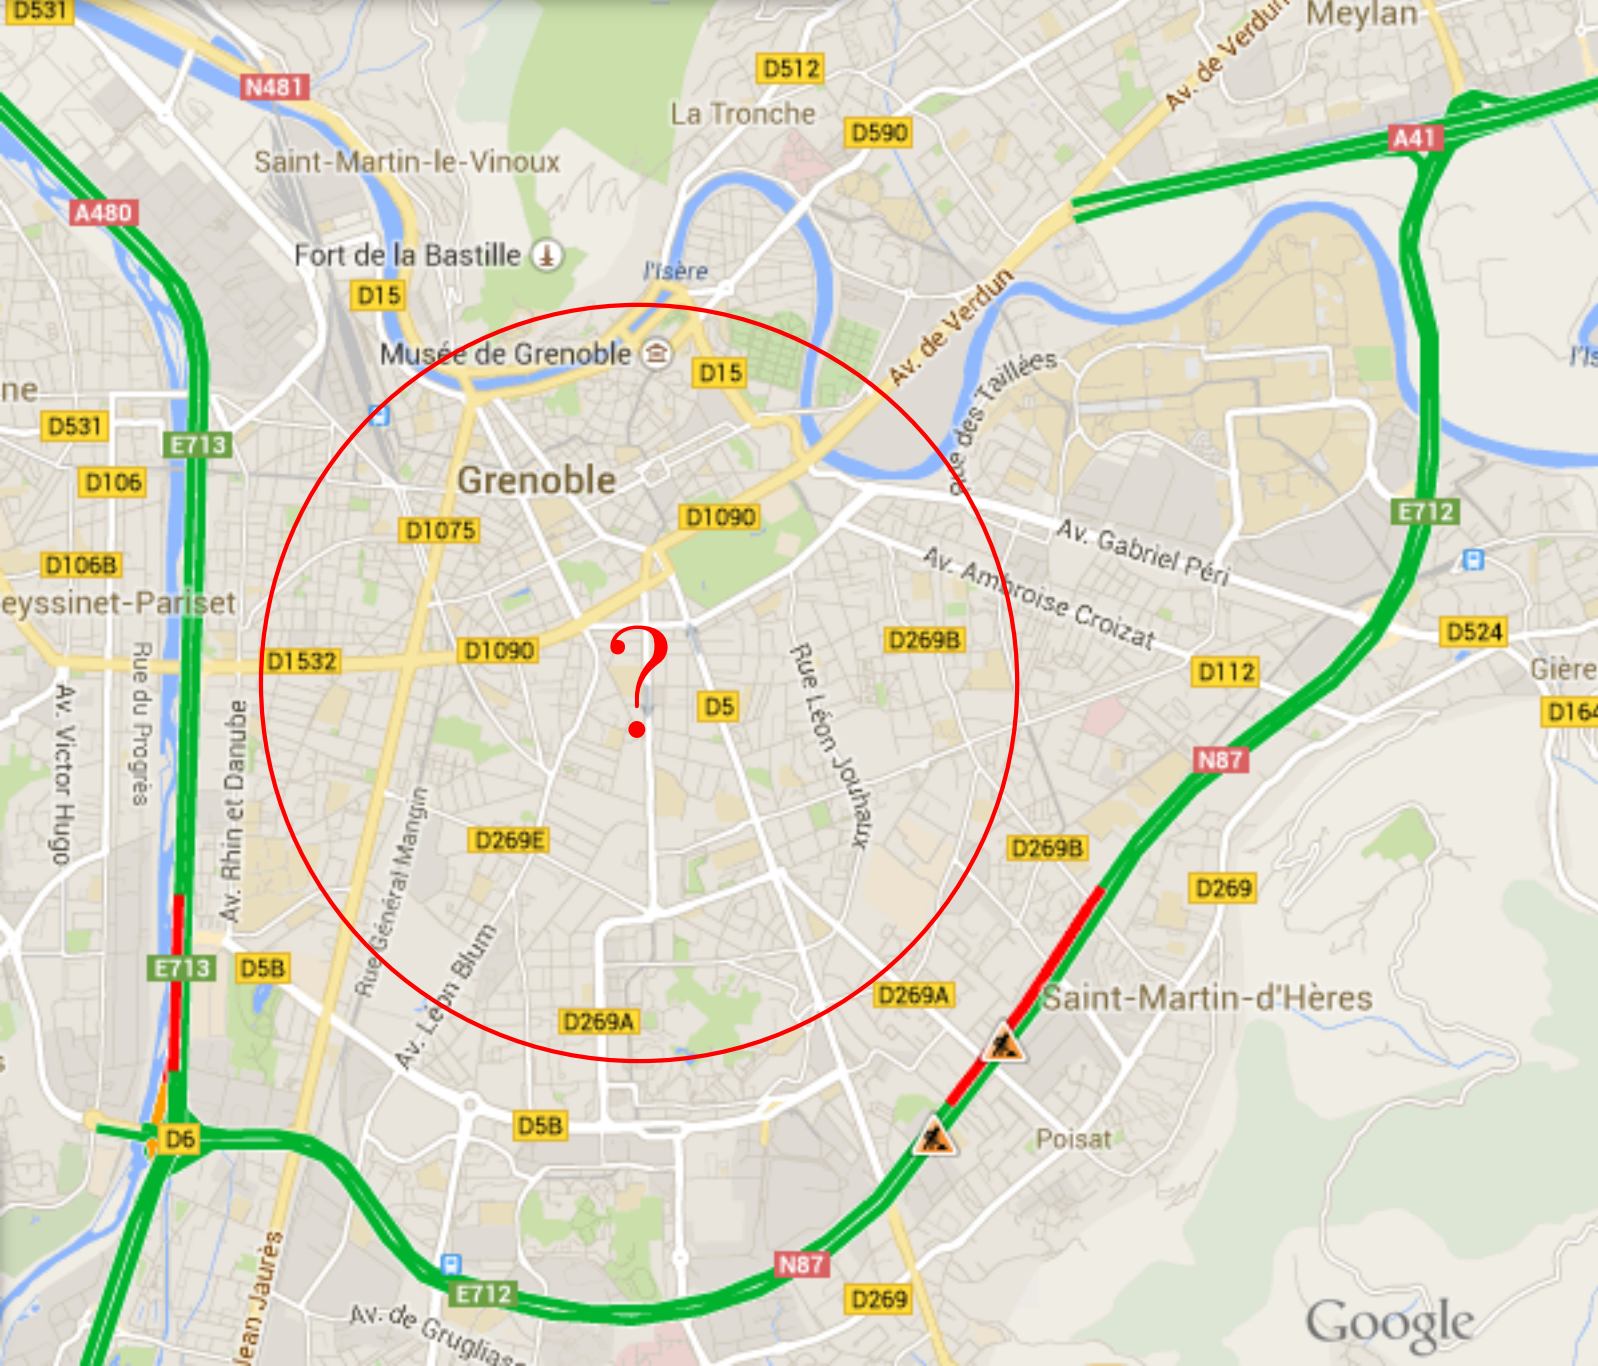 D531
Meylan
Av. de Verdun
D512
N481
La Tronche
D590
A41
Saint-Martin-le-Vinoux
A480
Fort de la Bastille
l'Isère
D15
Av. de Verdun
Musée de Grenoble
D15
des Taillées
ne
D531
E713
D106
Grenoble
E712
D1075
D1090
Av. Gabriel Péri
Av. Ambroise Croizat
D106B
eyssinet-Pariset
D1532
D1090
?
D269B
D524
D112
Gière
D164
Rue du Progrès
Av. Victor Hugo
Av. Rhin et Danube
D5
Rue Léon Jouhaux
N87
Rue Général Mangin
D269E
D269B
D269
Av. Léon Blum
E713
D5B
D269A
D269A
Saint-Martin-d'Hères
D6
D5B
Poisat
Jean Jaurès
E712
N87
D269
Av. de Grugliasc
Google